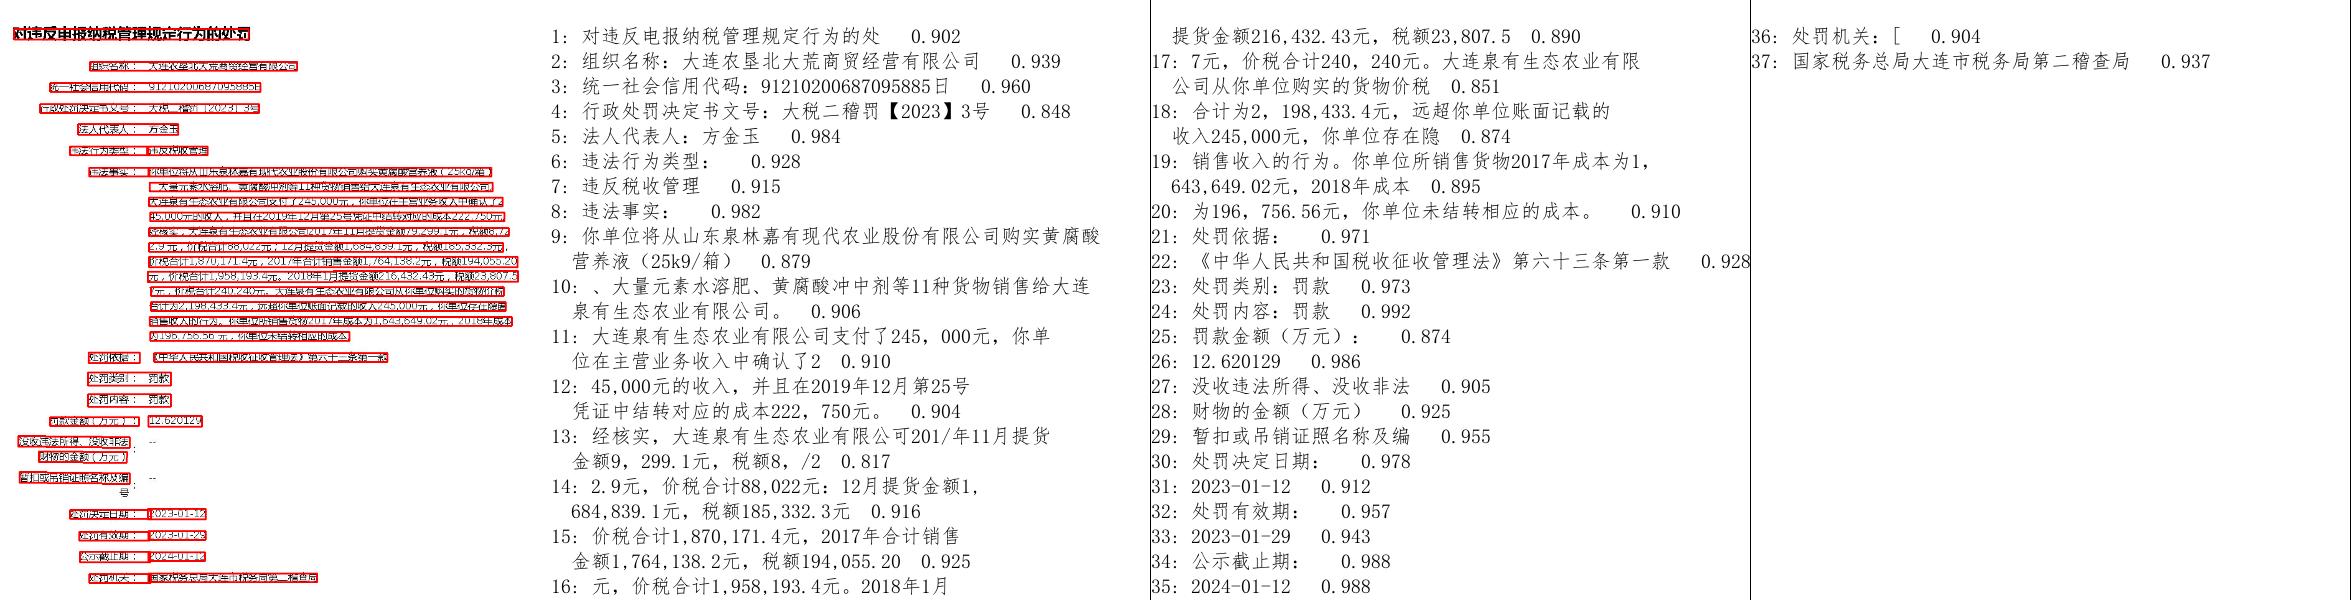 对违反申报纳税管理规定行为的处罚
组织名称： 大连农垦北大荒商贸经营有限公司
统一社会信用代码： 91210200687095885日
行政处罚决定书文号： 大税二稽罚【2023】3号
法人代表人： 方金玉
违法行为类型： 违反税收管理
违法事实： 你单位将从山东泉林嘉有现代农业股份有限公司购买黄腐酸营养液（25kg/箱）
、大量元素水溶肥、黄腐酸冲剂等11种货物销售给大连泉有生态农业有限公司。
大连泉有生态农业有限公司支付了245,000元，你单位在主营业务收入中确认了2
45,000元的收入，并且在2019年12月第25号凭证中结转对应的成本222,750元。
经核实，大连泉有生态农业有限公司2017年11月提货金额79,299.1元，税额8,72
2.9 元，价税合计88,022元；12月提货金额1,684,839.1元，税额185,332.3元，
价税合计1,870,171.4元，2017年合计销售金额1,764,138.2元，税额194,055.20
元，价税合计1,958,193.4元。2018年1月提货金额216,432.43元，税额23,807.5
7元，价税合计240,240元。大连泉有生态农业有限公司从你单位购买的货物价税
合计为2,198,433.4元，远超你单位账面记载的收入245,000元，你单位存在隐匿
销售收入的行为。你单位所销售货物2017年成本为1,643,649.02元，2018年成本
为196,756.56 元，你单位未结转相应的成本。
处罚依据： 《中华人民共和国税收征收管理法》第六十三条第一款
处罚类别： 罚款
处罚内容： 罚款
罚款金额（万元）： 12.620129
没收违法所得、没收非法 --
财物的金额（万元） ：
暂扣或吊销证照名称及编 --
号 ：
处罚决定日期： 2023-01-12
处罚有效期： 2023-01-29
公示截止期： 2024-01-12
处罚机关： 国家税务总局大连市税务局第二稽查局
1: 对违反电报纳税管理规定行为的处 0.902
2: 组织名称: 大连农垦北大荒商贸经营有限公司 0.939
3: 统一社会信用代码: 91210200687095885日 0.960
4: 行政处罚决定书文号: 大税二稽罚【2023】3号 0.848
5: 法人代表人: 方金玉 0.984
6: 违法行为类型: 0.928
7: 违反税收管理 0.915
8: 违法事实: 0.982
9: 你单位将从山东泉林嘉有现代农业股份有限公司购买黄腐酸
营养液（25k9/箱） 0.879
10: 、大量元素水溶肥、黄腐酸冲中剂等11种货物销售给大连
泉有生态农业有限公司。 0.906
11: 大连泉有生态农业有限公司支付了245, 000元, 你单
位在主营业务收入中确认了2 0.910
12: 45,000元的收入, 并且在2019年12月第25号
凭证中结转对应的成本222, 750元。 0.904
13: 经核实, 大连泉有生态农业有限公司201/年11月提货
金额9, 299.1元, 税额8, /2 0.817
14: 2.9元, 价税合计88,022元: 12月提货金额1,
684,839.1元, 税额185,332.3元 0.916
15: 价税合计1,870,171.4元, 2017年合计销售
金额1,764,138.2元, 税额194,055.20 0.925
16: 元, 价税合计1,958,193.4元。2018年1月
提货金额216,432.43元, 税额23,807.5 0.890
17: 7元, 价税合计240, 240元。大连泉有生态农业有限
公司从你单位购实的货物价税 0.851
18: 合计为2, 198,433.4元, 远超你单位账面记载的
收入245,000元, 你单位存在隐 0.874
19: 销售收入的行为。你单位所销售货物2017年成本为1,
643,649.02元, 2018年成本 0.895
20: 为196, 756.56元, 你单位未结转相应的成本。 0.910
21: 处罚依据: 0.971
22: 《中华人民共和国税收征收管理法》第六十三条第一款 0.928
23: 处罚类别: 罚款 0.973
24: 处罚内容: 罚款 0.992
25: 罚款金额（万元）: 0.874
26: 12.620129 0.986
27: 没收违法所得、没收非法 0.905
28: 财物的金额（万元） 0.925
29: 暂扣或吊销证照名称及编 0.955
30: 处罚决定日期: 0.978
31: 2023-01-12 0.912
32: 处罚有效期: 0.957
33: 2023-01-29 0.943
34: 公示截止期: 0.988
35: 2024-01-12 0.988
36: 处罚机关: [ 0.904
37: 国家税务总局大连市税务局第二稽查局 0.937